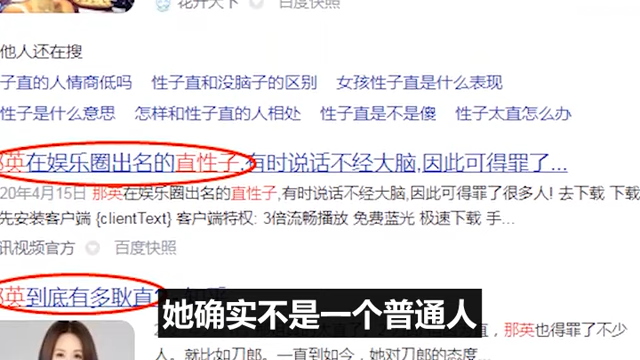 花开天下 百度快照
他人还在搜
子直的人情商低吗 性子直和没脑子的区别 女孩性子直是什么表现
性子是什么意思 怎样和性子直的人相处 性子直是不是傻 性子太直怎么办
那英在娱乐圈出名的直性子,有时说话不经大脑,因此可得罪了...
20年4月15日 那英在娱乐圈出名的直性子,有时说话不经大脑,因此可得罪了很多人! 去下载 下载
先安装客户端 {clientText} 客户端特权: 3倍流畅播放 免费蓝光 极速下载 手...
讯视频官方 百度快照
那英到底有多耿直
她确实不是一个普通人
那英也得罪了不少
人。就比如刀郎。一直到如今，她对刀郎的态度...